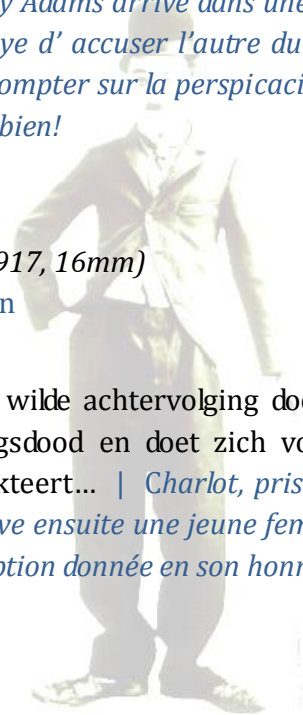 y Adams arrive dans une
ye d' accuser l'autre du
ompter sur la perspicaci
bien!
917, 16mm)
n
wilde achtervolging doo
gsdood en doet zich vo
kteert… | Charlot, pris
ve ensuite une jeune fem
ption donnée en son honn